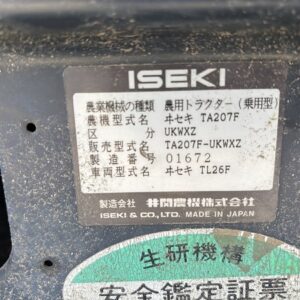 ISEKI
農業機械の種類 農用トラクター(乗用型)
農機型式名 ヰセキ TA207F
区分 UKWXZ
販売型式名 TA207F-UKWXZ
製造番号 01672
車両型式名 ヰセキ TL26F
製造会社 井関農機株式会社
ISEKI & CO., LTD. MADE IN JAPAN
生研機構
安全鑑定証票